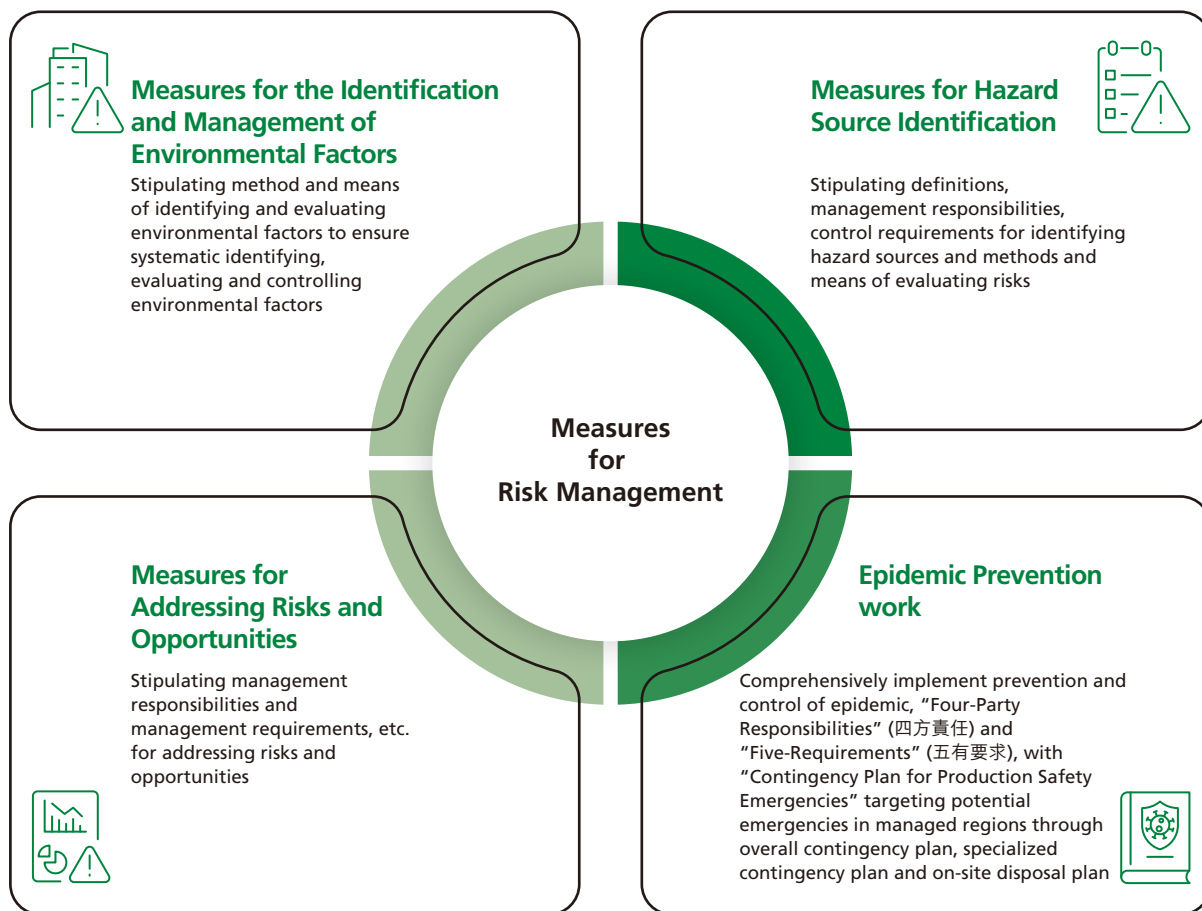 Measures for the Identification
and Management of
Environmental Factors
Stipulating method and means
of identifying and evaluating
environmental factors to ensure
systematic identifying,
evaluating and controlling
environmental factors
Measures for Hazard
Source Identification
Stipulating definitions,
management responsibilities,
control requirements for identifying
hazard sources and methods and
means of evaluating risks
Measures
for
Risk Management
Measures for
Addressing Risks and
Opportunities
Stipulating management
responsibilities and
management requirements, etc.
for addressing risks and
opportunities
Epidemic Prevention
work
Comprehensively implement prevention and
control of epidemic, “Four-Party
Responsibilities” (四方責任) and
“Five-Requirements” (五有要求), with
“Contingency Plan for Production Safety
Emergencies” targeting potential
emergencies in managed regions through
overall contingency plan, specialized
contingency plan and on-site disposal plan